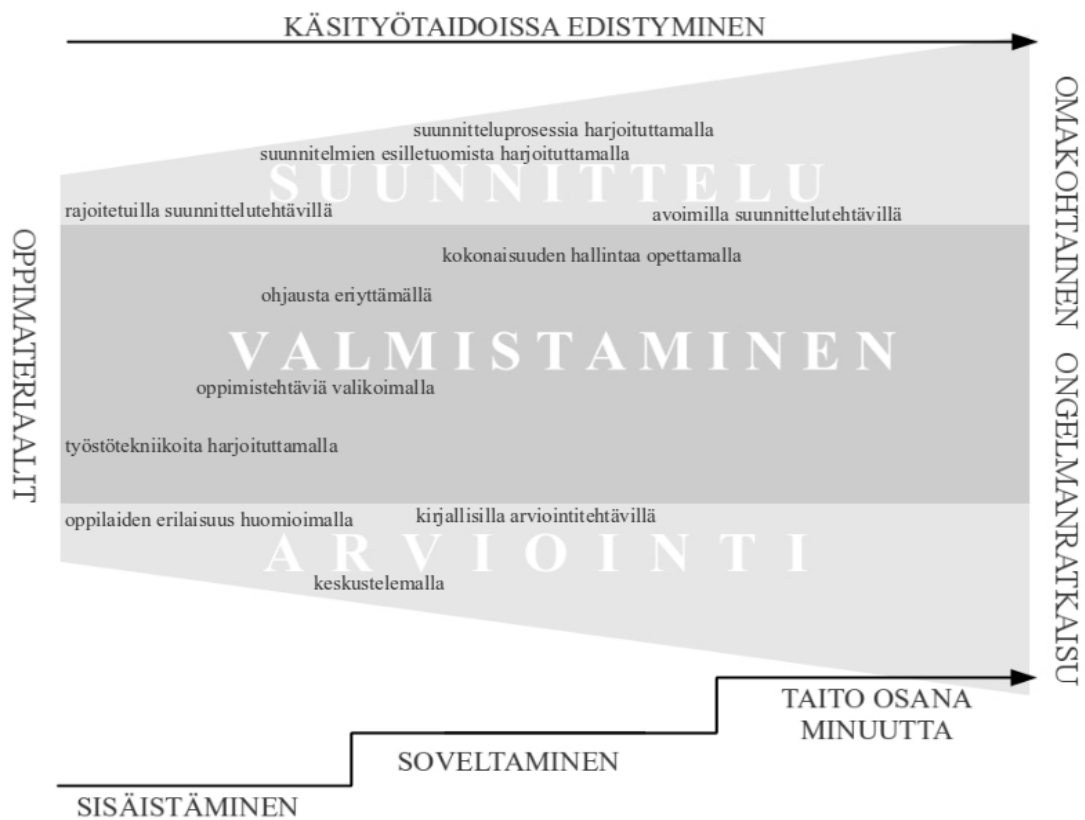 KÄSITYÖTAIDOISSA EDISTYMINEN
suunnitteluprosessia harjoituttamalla
suunnitelmien esilletuomista harjoituttamalla
SUUNNITTELU
rajoitetuilla suunnittelutehtävillä
avoimilla suunnittelutehtävillä
OPPIMATERIAALIT
OMAKOHTAINEN ONGELMANRATKAISU
kokonaisuuden hallintaa opettamalla
ohjausta eriyttämällä
VALMISTAMINEN
oppimistehtäviä valikoimalla
työstötekniikoita harjoituttamalla
oppilaiden erilaisuus huomioimalla
kirjallisilla arviointitehtävillä
ARVIOINTI
keskustelemalla
TAITO OSANA
MINUUTTA
SOVELTAMINEN
SISÄISTÄMINEN